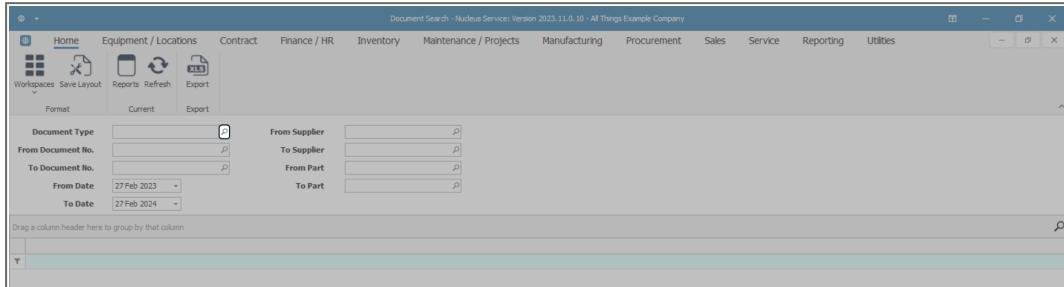 Document Search - Nucleus Service: Version 2023.11.0.10 - All Things Example Company
Home Equipment / Locations Contract Finance / HR Inventory Maintenance / Projects Manufacturing Procurement Sales Service Reporting Utilities
XLS
Workspaces Save Layout Reports Refresh Export
Format Current Export
Document Type From Supplier
From Document No. To Supplier
To Document No. From Part
From Date 27 Feb 2023 To Part
To Date 27 Feb 2024
Drag a column header here to group by that column